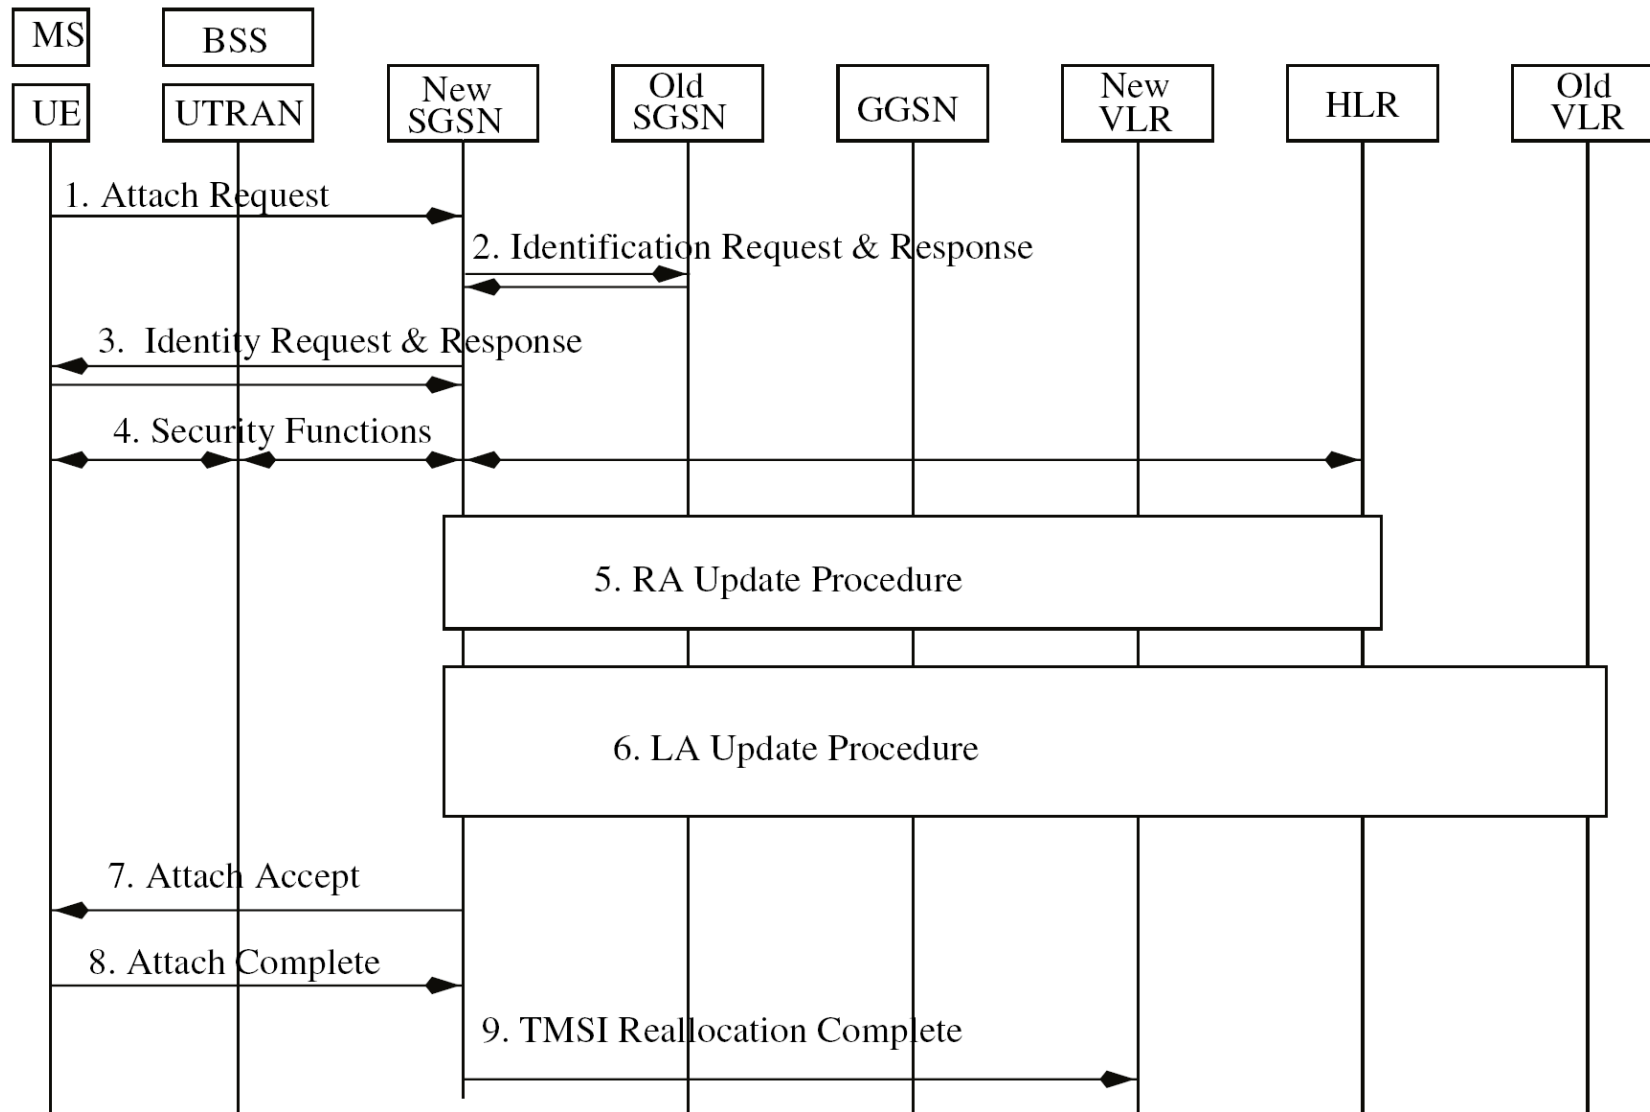 MS
BSS
UE
UTRAN
New
SGSN
Old
SGSN
GGSN
New
VLR
HLR
Old
VLR
1. Attach Request
2. Identification Request & Response
3. Identity Request & Response
4. Security Functions
5. RA Update Procedure
6. LA Update Procedure
7. Attach Accept
8. Attach Complete
9. TMSI Reallocation Complete